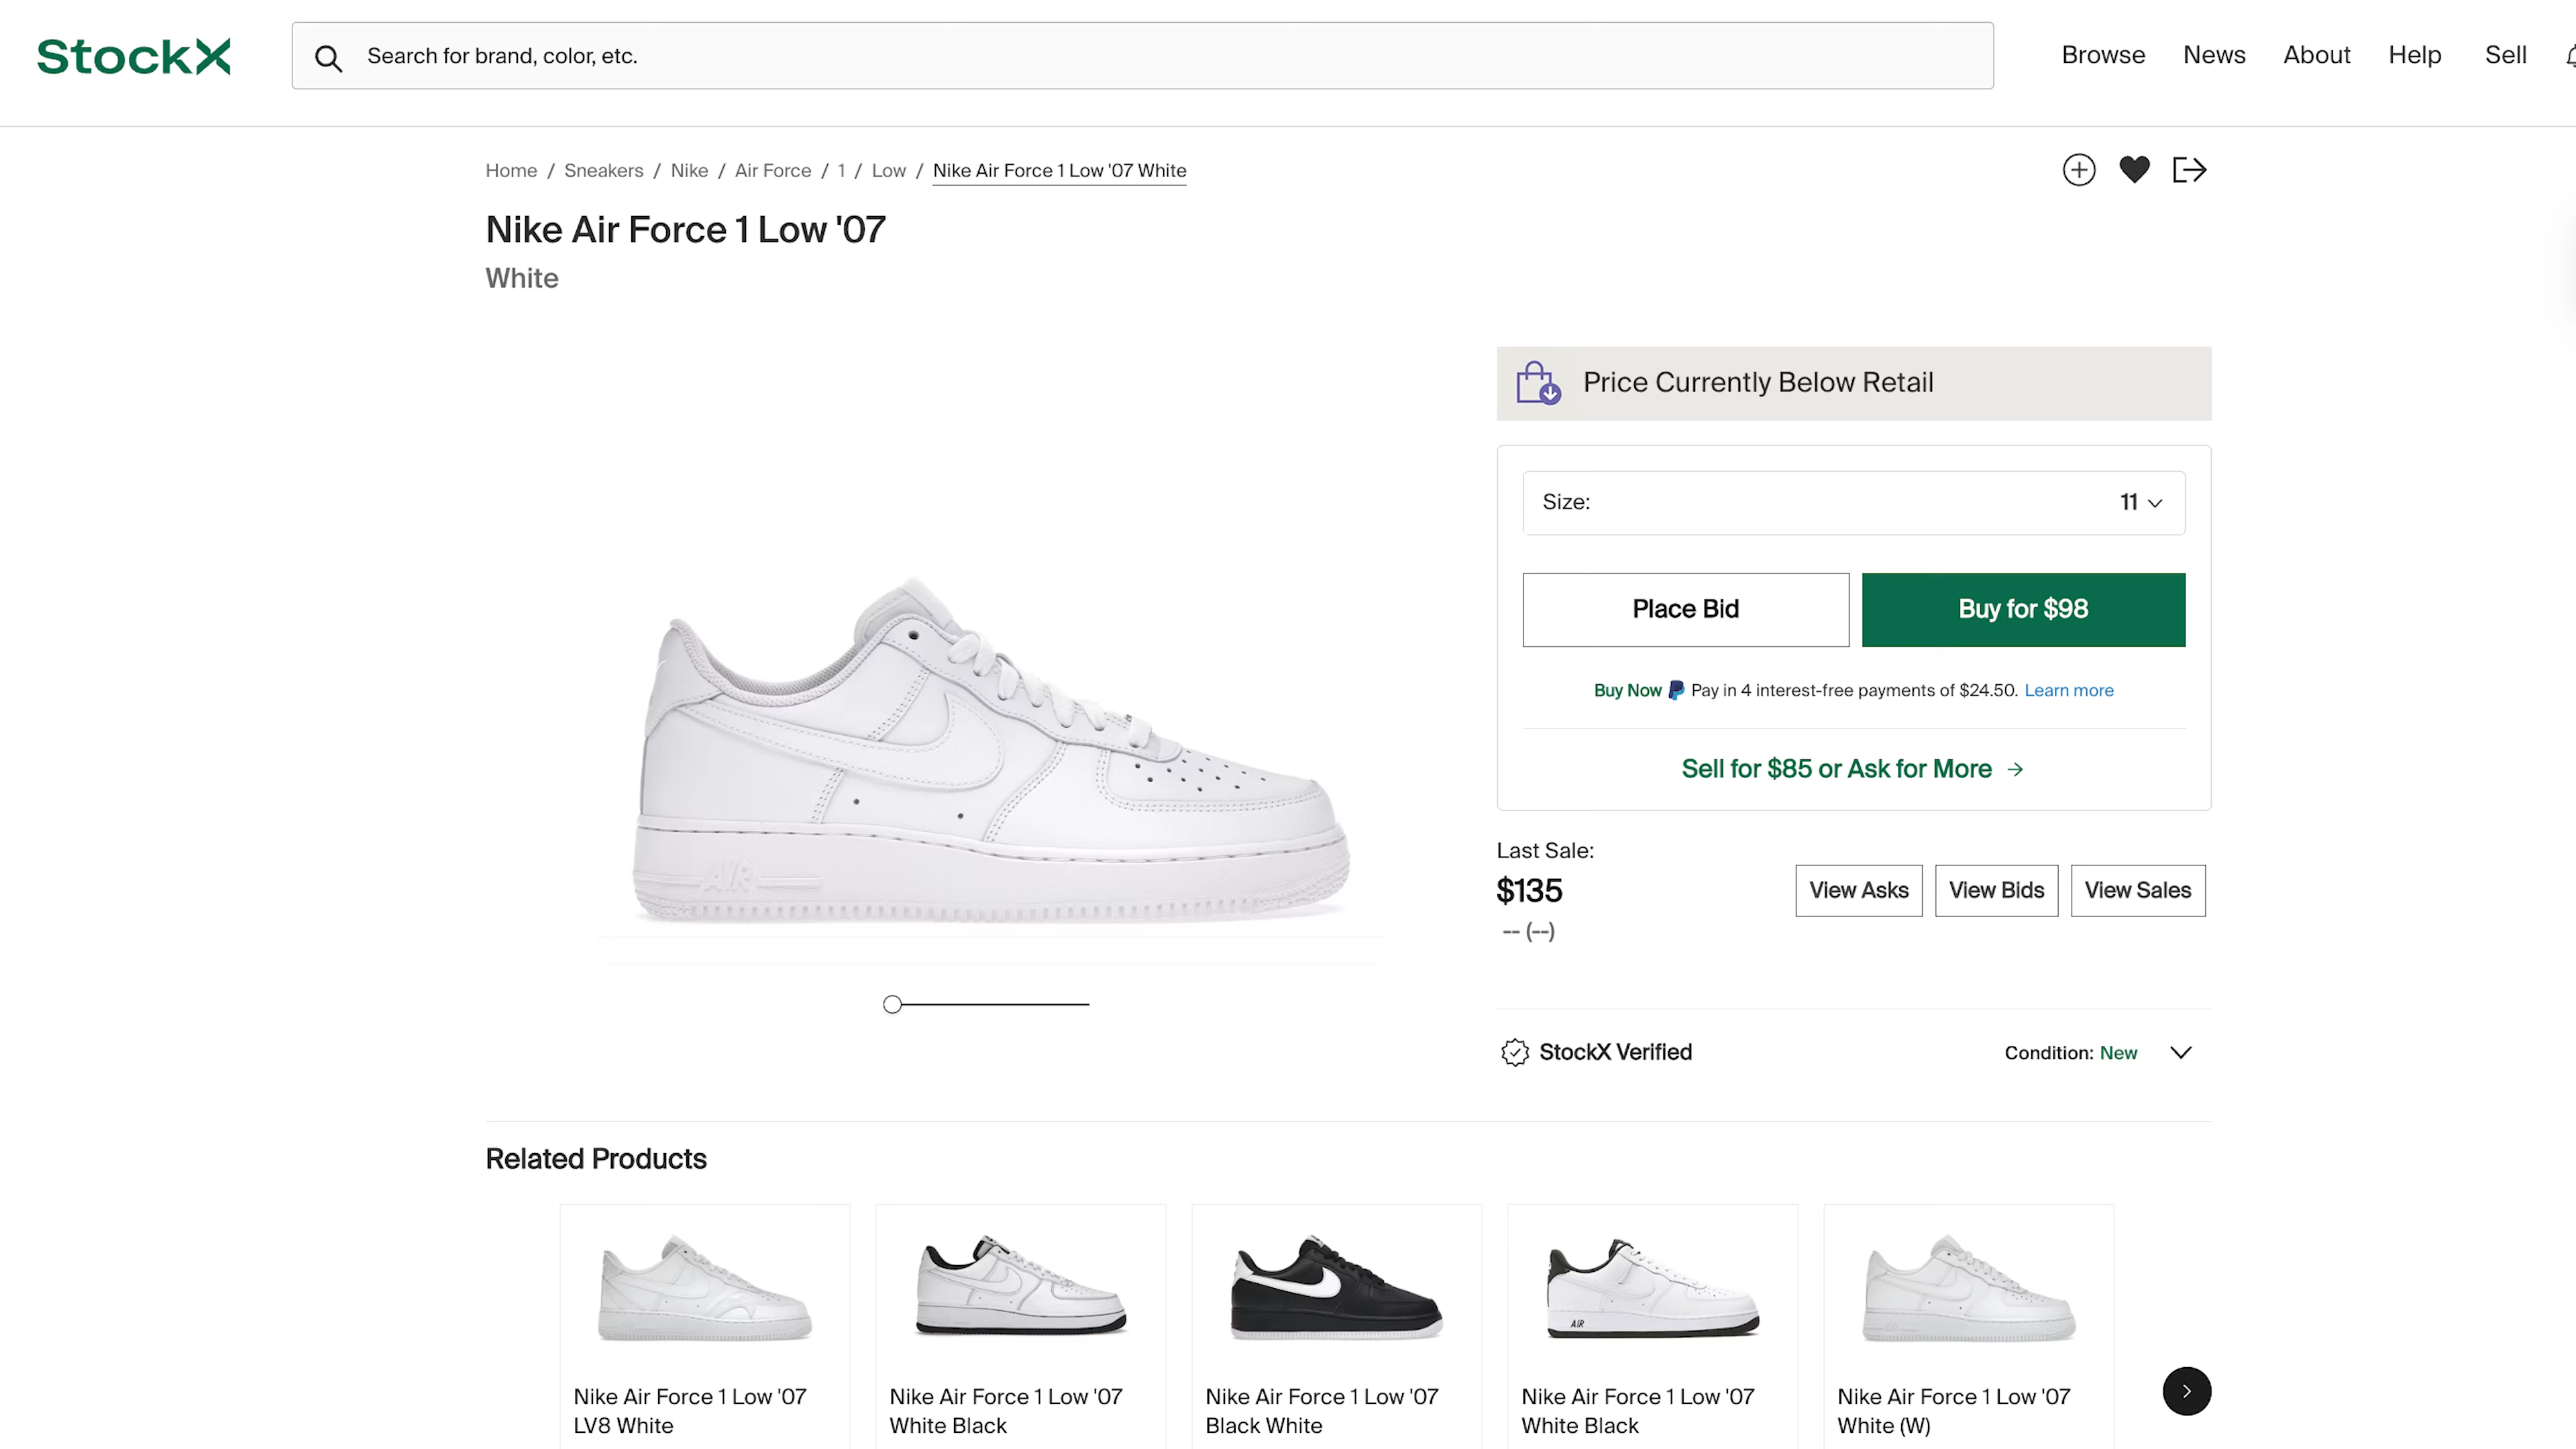 StockX
Search for brand, color, etc.
Browse News About Help Sell
Home / Sneakers / Nike / Air Force / 1 / Low / Nike Air Force 1 Low '07 White
Nike Air Force 1 Low '07
White
Price Currently Below Retail
Size: 11
Place Bid
Buy for $98
Buy Now Pay in 4 interest-free payments of $24.50. Learn more
Sell for $85 or Ask for More
AIR
Last Sale:
$135
-- (--)
View Asks
View Bids
View Sales
StockX Verified
Condition: New
Related Products
AIR
Nike Air Force 1 Low '07
LV8 White
Nike Air Force 1 Low '07
White Black
Nike Air Force 1 Low '07
Black White
Nike Air Force 1 Low '07
White Black
Nike Air Force 1 Low '07
White (W)